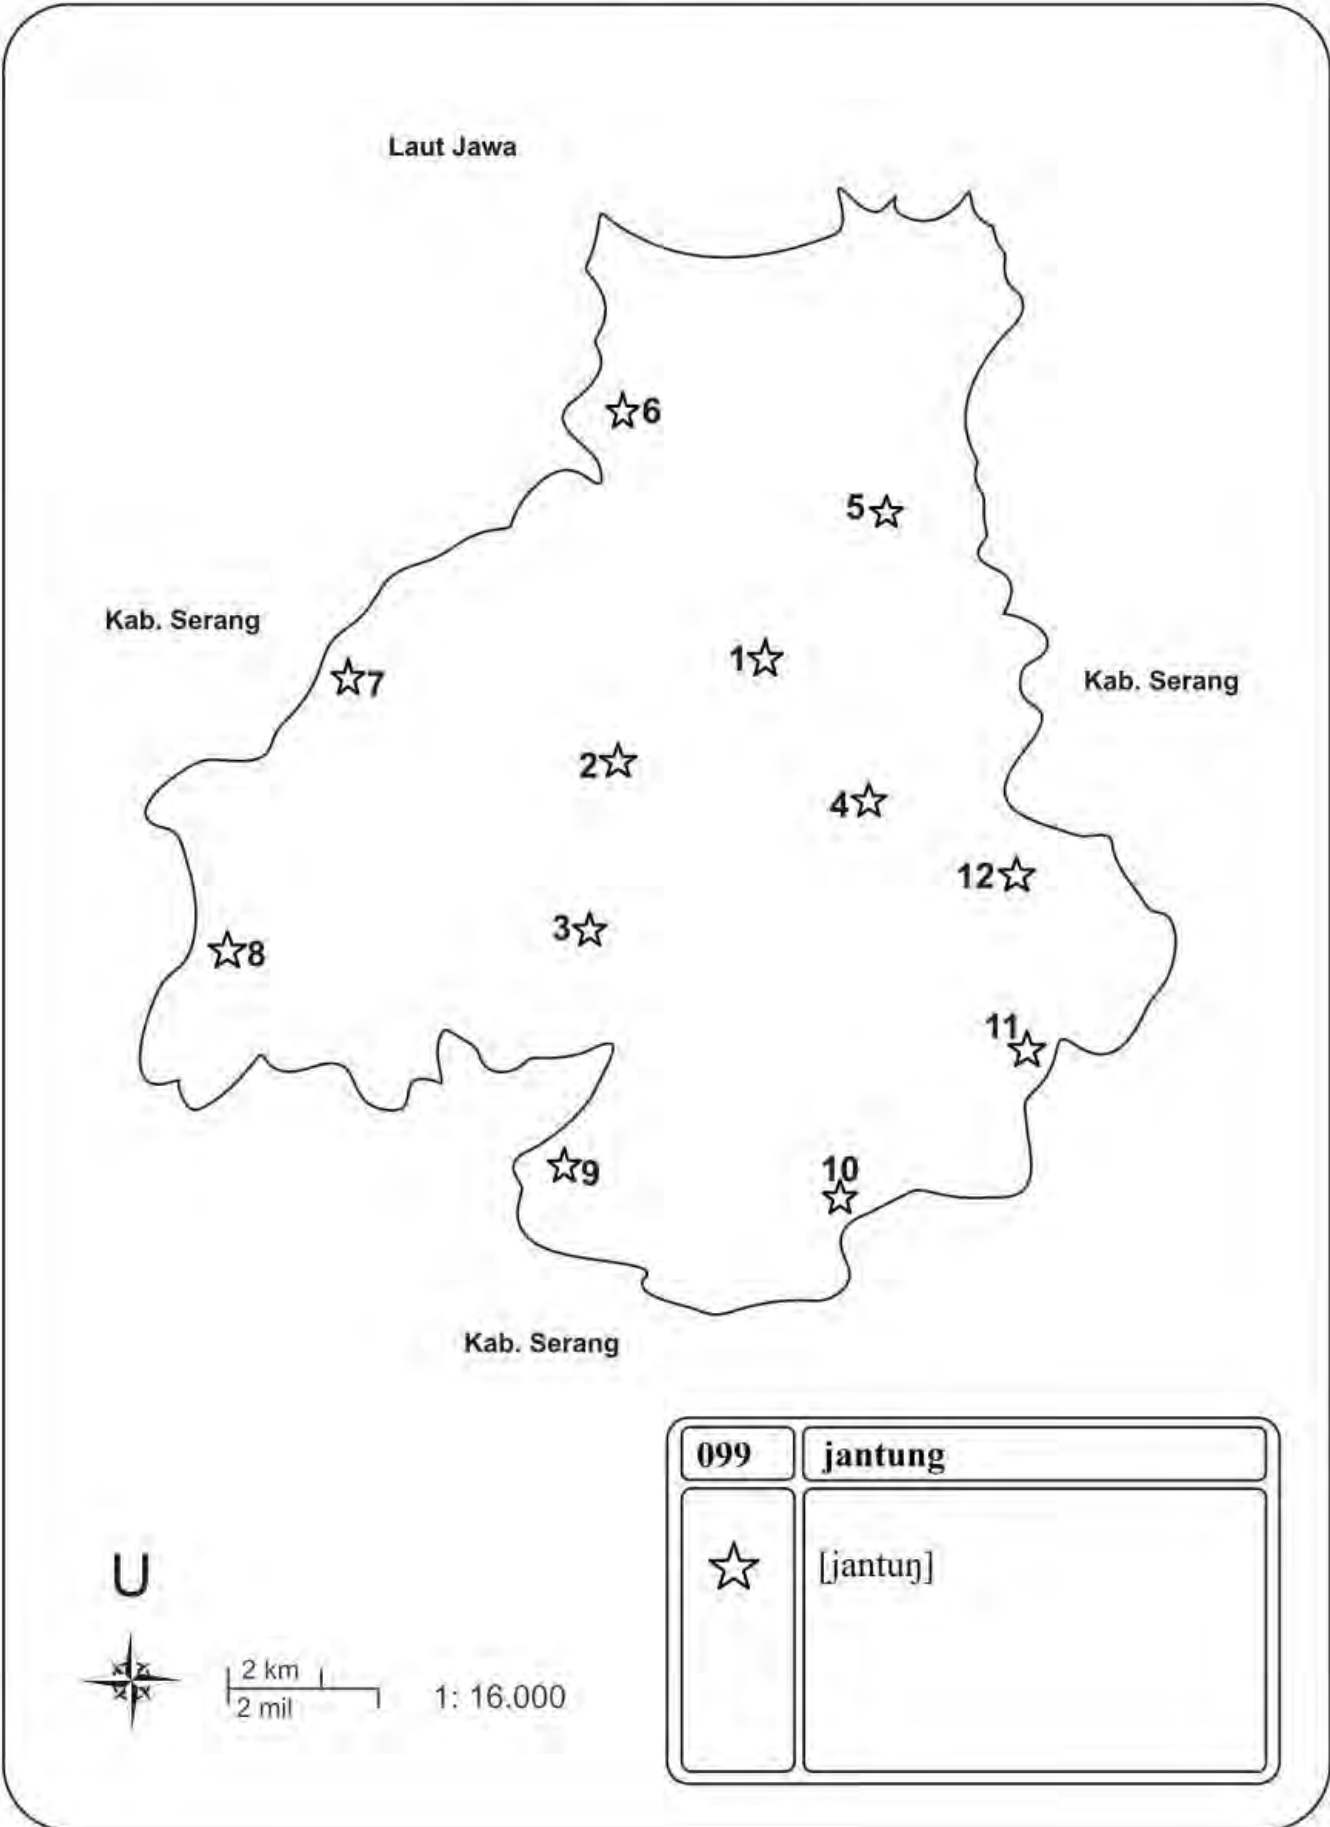 Laut Jawa
6
5
Kab. Serang
1
7
Kab. Serang
2
4
12
3
8
11
9
10
Kab. Serang
099 jantung
[jantuŋ]
U
2 km
2 mil
1: 16.000